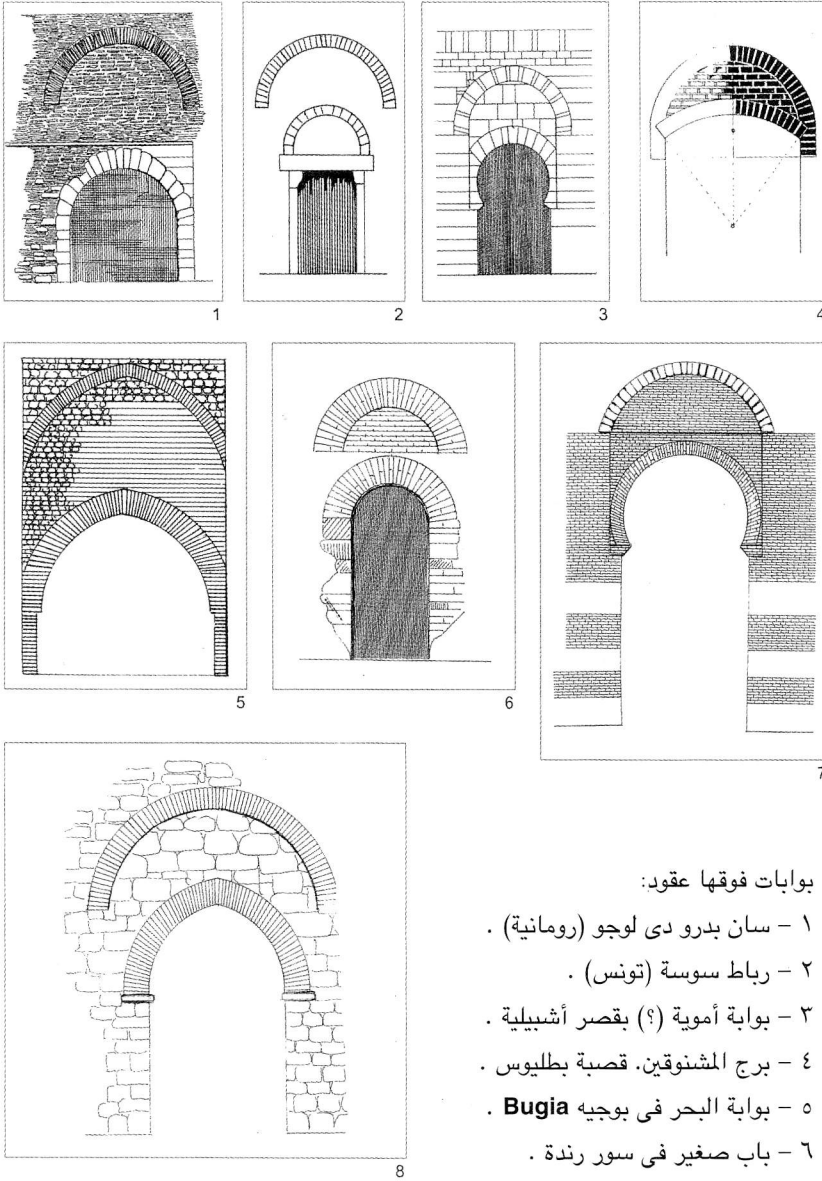 1
2
3
4
5
6
7
8
بوابات فوقها عقود:
١ – سان بدرو دى لوجو (رومانية) .
٢ – رباط سوسة (تونس) .
٣ – بوابة أموية (؟) بقصر أشبيلية .
٤ – برج المشنوقين. قصبة بطليوس .
٥ – بوابة البحر فى بوجيه Bugia .
٦ – باب صغير فى سور رندة .